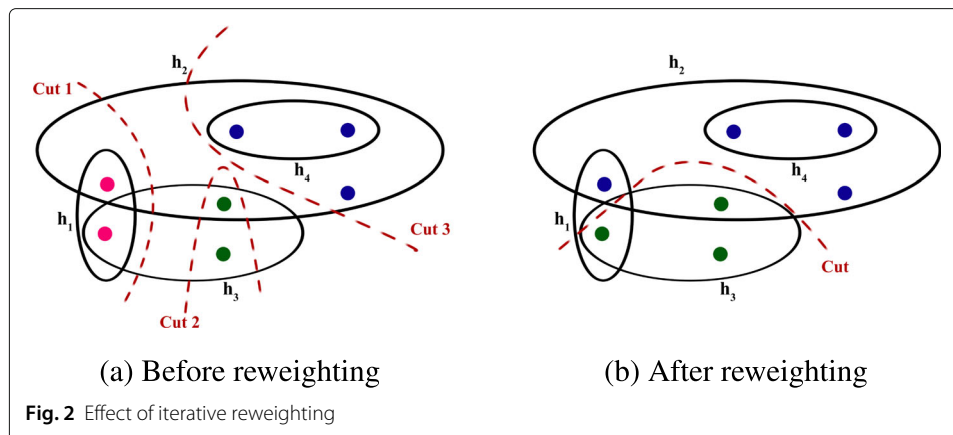 h2
Cut 1
h4
h1
Cut 3
h3
Cut 2
(a) Before reweighting
h2
h4
h1
Cut
h3
(b) After reweighting
Fig. 2 Effect of iterative reweighting